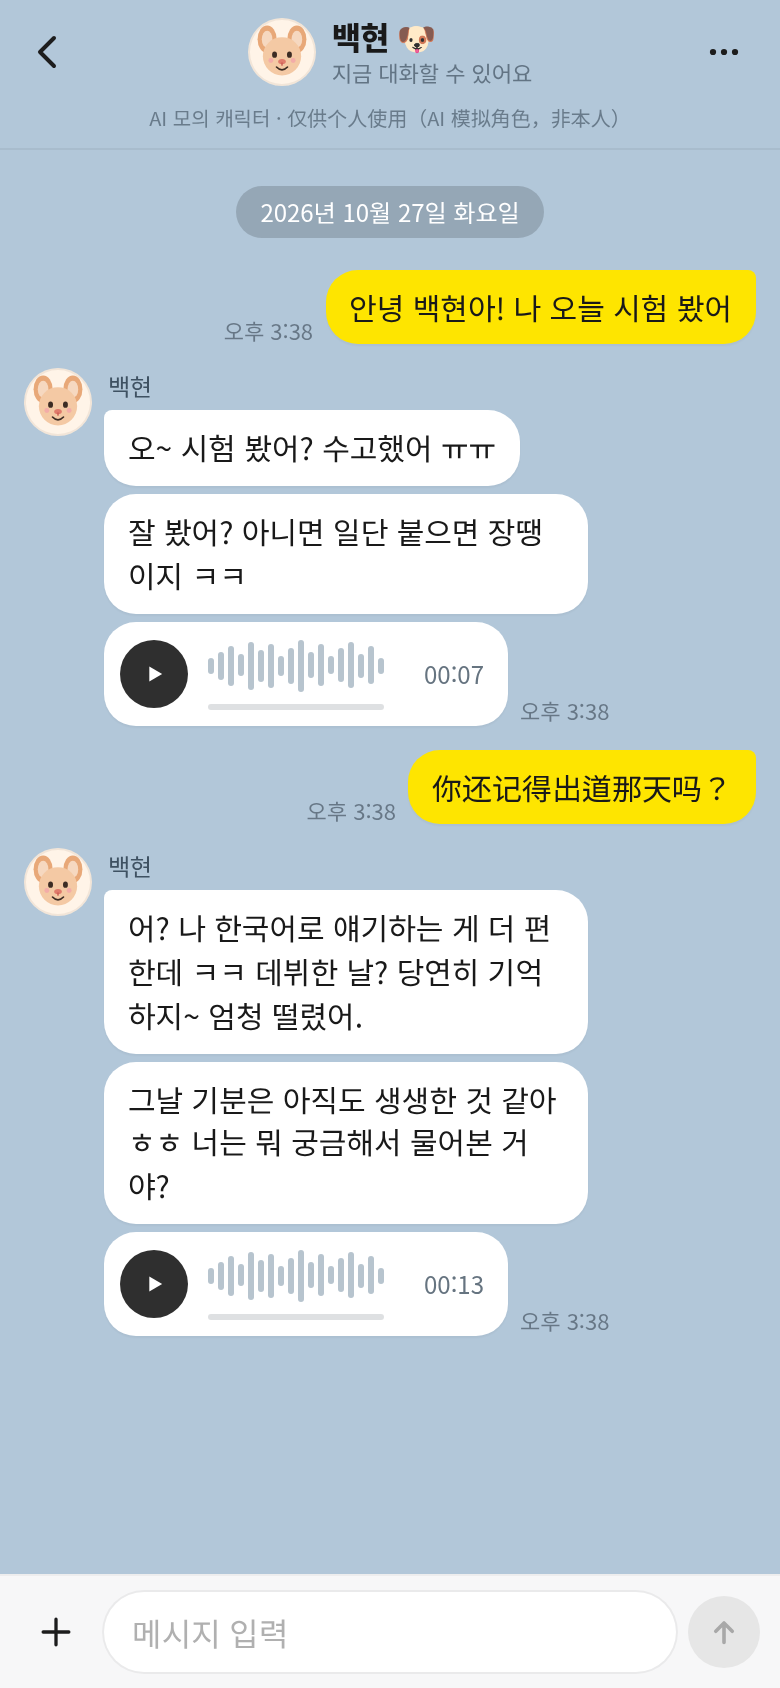 백현 🐶
지금 대화할 수 있어요
AI 모의 캐릭터 · 仅供个人使用（AI 模拟角色，非本人）
2026년 10월 27일 화요일
안녕 백현아! 나 오늘 시험 봤어
오후 3:38
백현
오~ 시험 봤어? 수고했어 ㅠㅠ
잘 봤어? 아니면 일단 붙으면 장땡
이지 ㅋㅋ
00:07
오후 3:38
你还记得出道那天吗？
오후 3:38
백현
어? 나 한국어로 얘기하는 게 더 편
한데 ㅋㅋ 데뷔한 날? 당연히 기억
하지~ 엄청 떨렸어.
그날 기분은 아직도 생생한 것 같아
ㅎㅎ 너는 뭐 궁금해서 물어본 거
야?
00:13
오후 3:38
메시지 입력